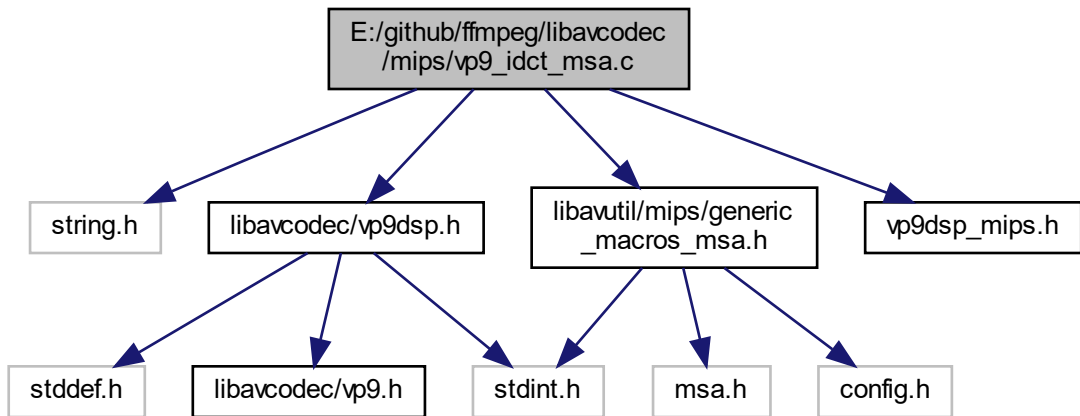 E:/github/ffmpeg/libavcodec
/mips/vp9_idct_msa.c
string.h
libavcodec/vp9dsp.h
libavutil/mips/generic
_macros_msa.h
vp9dsp_mips.h
stddef.h
libavcodec/vp9.h
stdint.h
msa.h
config.h